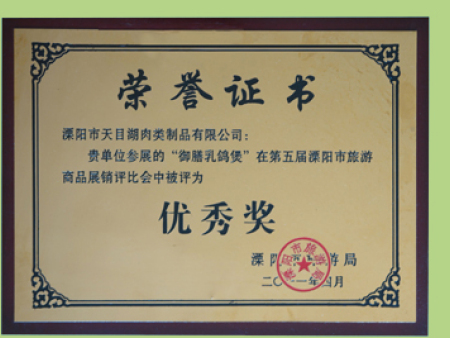 荣誉证书
溧阳市天目湖肉类制品有限公司：
贵单位参展的“御膳乳鸽煲”在第五届溧阳市旅游
商品展销评比会中被评为
优秀奖
溧阳市旅游局
二〇一一年四月